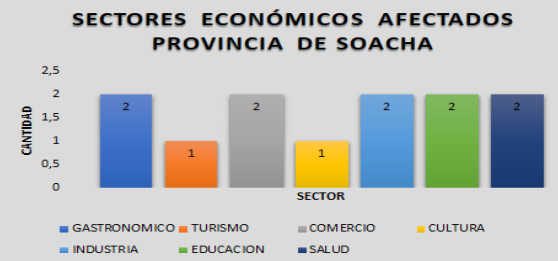 SECTORES ECONÓMICOS AFECTADOS
PROVINCIA DE SOACHA
CANTIDAD
2,5
2
1,5
1
0,5
0
2
1
2
1
2
2
2
SECTOR
GASTRONOMICO TURISMO COMERCIO CULTURA
INDUSTRIA EDUCACION SALUD